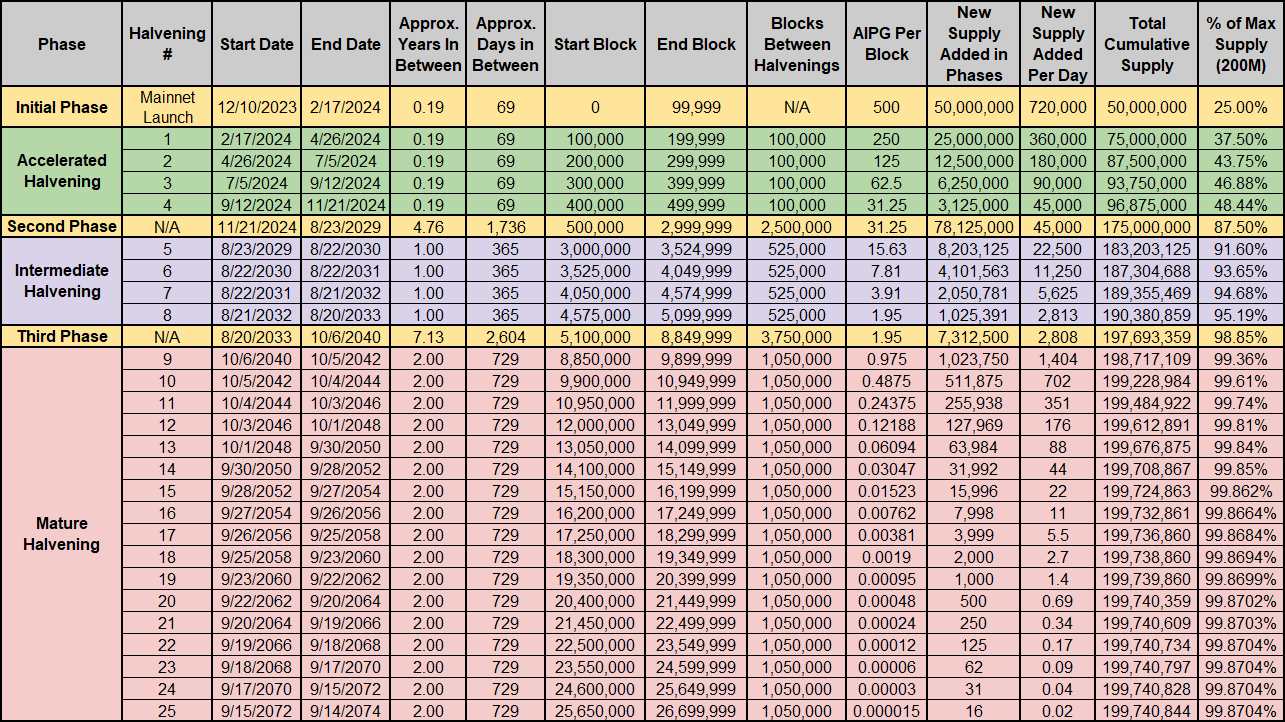 Phase Halvening # Start Date End Date Approx. Years In Between Approx. Days in Between Start Block End Block Blocks Between Halvenings AIPG Per Block New Supply Added in Phases New Supply Added Per Day Total Cumulative Supply % of Max Supply (200M)
Initial Phase Mainnet Launch 12/10/2023 2/17/2024 0.19 69 0 99,999 N/A 500 50,000,000 720,000 50,000,000 25.00%
Accelerated Halvening
1 2/17/2024 4/26/2024 0.19 69 100,000 199,999 100,000 250 25,000,000 360,000 75,000,000 37.50%
2 4/26/2024 7/5/2024 0.19 69 200,000 299,999 100,000 125 12,500,000 180,000 87,500,000 43.75%
3 7/5/2024 9/12/2024 0.19 69 300,000 399,999 100,000 62.5 6,250,000 90,000 93,750,000 46.88%
4 9/12/2024 11/21/2024 0.19 69 400,000 499,999 100,000 31.25 3,125,000 45,000 96,875,000 48.44%
Second Phase N/A 11/21/2024 8/23/2029 4.76 1,736 500,000 2,999,999 2,500,000 31.25 78,125,000 45,000 175,000,000 87.50%
Intermediate Halvening
5 8/23/2029 8/22/2030 1.00 365 3,000,000 3,524,999 525,000 15.63 8,203,125 22,500 183,203,125 91.60%
6 8/22/2030 8/22/2031 1.00 365 3,525,000 4,049,999 525,000 7.81 4,101,563 11,250 187,304,688 93.65%
7 8/22/2031 8/21/2032 1.00 365 4,050,000 4,574,999 525,000 3.91 2,050,781 5,625 189,355,469 94.68%
8 8/21/2032 8/20/2033 1.00 365 4,575,000 5,099,999 525,000 1.95 1,025,391 2,813 190,380,859 95.19%
Third Phase N/A 8/20/2033 10/6/2040 7.13 2,604 5,100,000 8,849,999 3,750,000 1.95 7,312,500 2,808 197,693,359 98.85%
Mature Halvening
9 10/6/2040 10/5/2042 2.00 729 8,850,000 9,899,999 1,050,000 0.975 1,023,750 1,404 198,717,109 99.36%
10 10/5/2042 10/4/2044 2.00 729 9,900,000 10,949,999 1,050,000 0.4875 511,875 702 199,228,984 99.61%
11 10/4/2044 10/3/2046 2.00 729 10,950,000 11,999,999 1,050,000 0.24375 255,938 351 199,484,922 99.74%
12 10/3/2046 10/1/2048 2.00 729 12,000,000 13,049,999 1,050,000 0.12188 127,969 176 199,612,891 99.81%
13 10/1/2048 9/30/2050 2.00 729 13,050,000 14,099,999 1,050,000 0.06094 63,984 88 199,676,875 99.84%
14 9/30/2050 9/28/2052 2.00 729 14,100,000 15,149,999 1,050,000 0.03047 31,992 44 199,708,867 99.85%
15 9/28/2052 9/27/2054 2.00 729 15,150,000 16,199,999 1,050,000 0.01523 15,996 22 199,724,863 99.862%
16 9/27/2054 9/26/2056 2.00 729 16,200,000 17,249,999 1,050,000 0.00762 7,998 11 199,732,861 99.8664%
17 9/26/2056 9/25/2058 2.00 729 17,250,000 18,299,999 1,050,000 0.00381 3,999 5.5 199,736,860 99.8684%
18 9/25/2058 9/23/2060 2.00 729 18,300,000 19,349,999 1,050,000 0.0019 2,000 2.7 199,738,860 99.8694%
19 9/23/2060 9/22/2062 2.00 729 19,350,000 20,399,999 1,050,000 0.00095 1,000 1.4 199,739,860 99.8699%
20 9/22/2062 9/20/2064 2.00 729 20,400,000 21,449,999 1,050,000 0.00048 500 0.69 199,740,359 99.8702%
21 9/20/2064 9/19/2066 2.00 729 21,450,000 22,499,999 1,050,000 0.00024 250 0.34 199,740,609 99.8703%
22 9/19/2066 9/18/2068 2.00 729 22,500,000 23,549,999 1,050,000 0.00012 125 0.17 199,740,734 99.8704%
23 9/18/2068 9/17/2070 2.00 729 23,550,000 24,599,999 1,050,000 0.00006 62 0.09 199,740,797 99.8704%
24 9/17/2070 9/15/2072 2.00 729 24,600,000 25,649,999 1,050,000 0.00003 31 0.04 199,740,828 99.8704%
25 9/15/2072 9/14/2074 2.00 729 25,650,000 26,699,999 1,050,000 0.000015 16 0.02 199,740,844 99.8704%